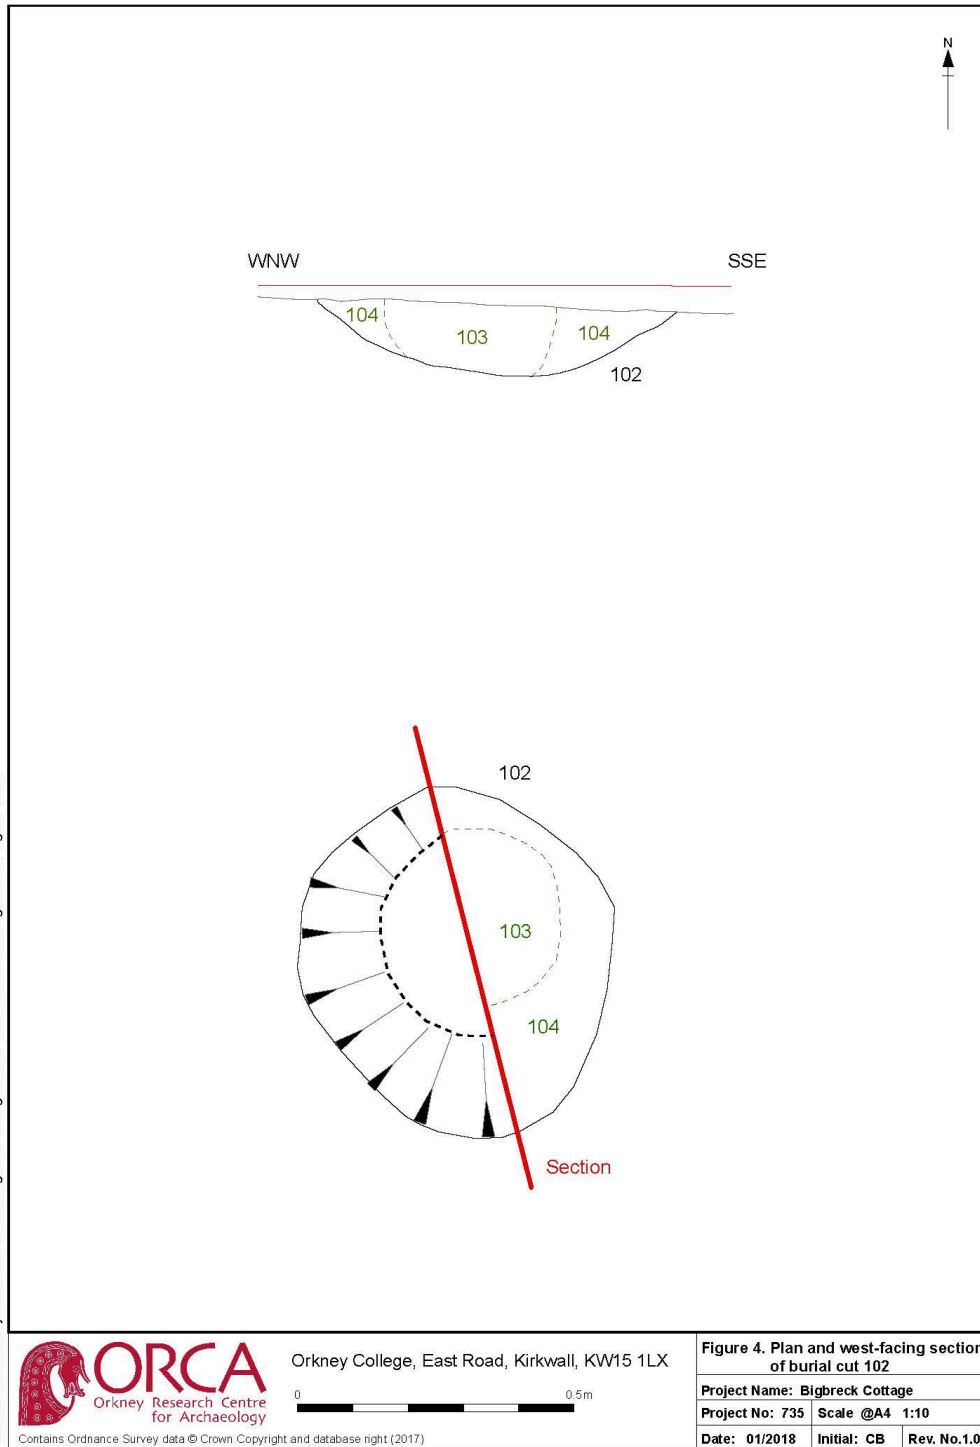 N
WNW
SSE
104
103
104
102
102
103
104
Section
ORCA
Orkney Research Centre
for Archaeology
Orkney College, East Road, Kirkwall, KW15 1LX
0
0.5m
Contains Ordnance Survey data © Crown Copyright and database right (2017)
Figure 4. Plan and west-facing section
of burial cut 102
Project Name: Bigbreck Cottage
Project No: 735 Scale @A4 1:10
Date: 01/2018 Initial: CB Rev. No.1.0